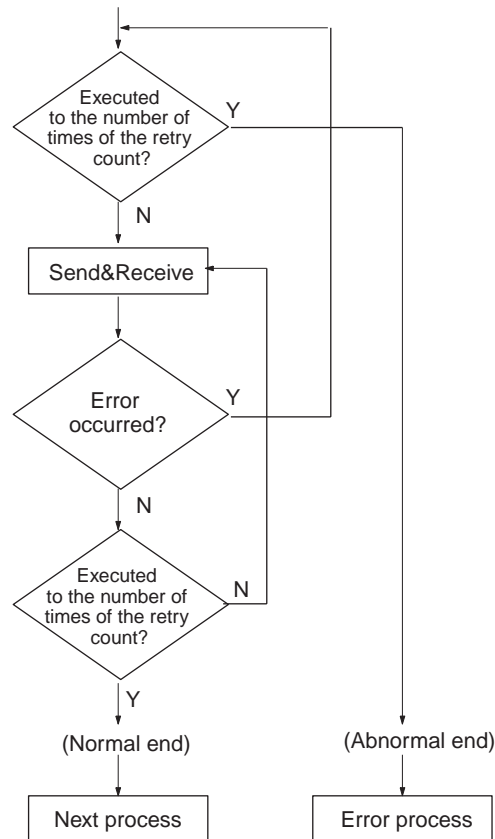 Executed
to the number of
times of the retry
count?
Y
N
Send&Receive
Error
occurred?
Y
N
Executed
to the number of
times of the retry
count?
N
Y
(Normal end)
(Abnormal end)
Next process
Error process